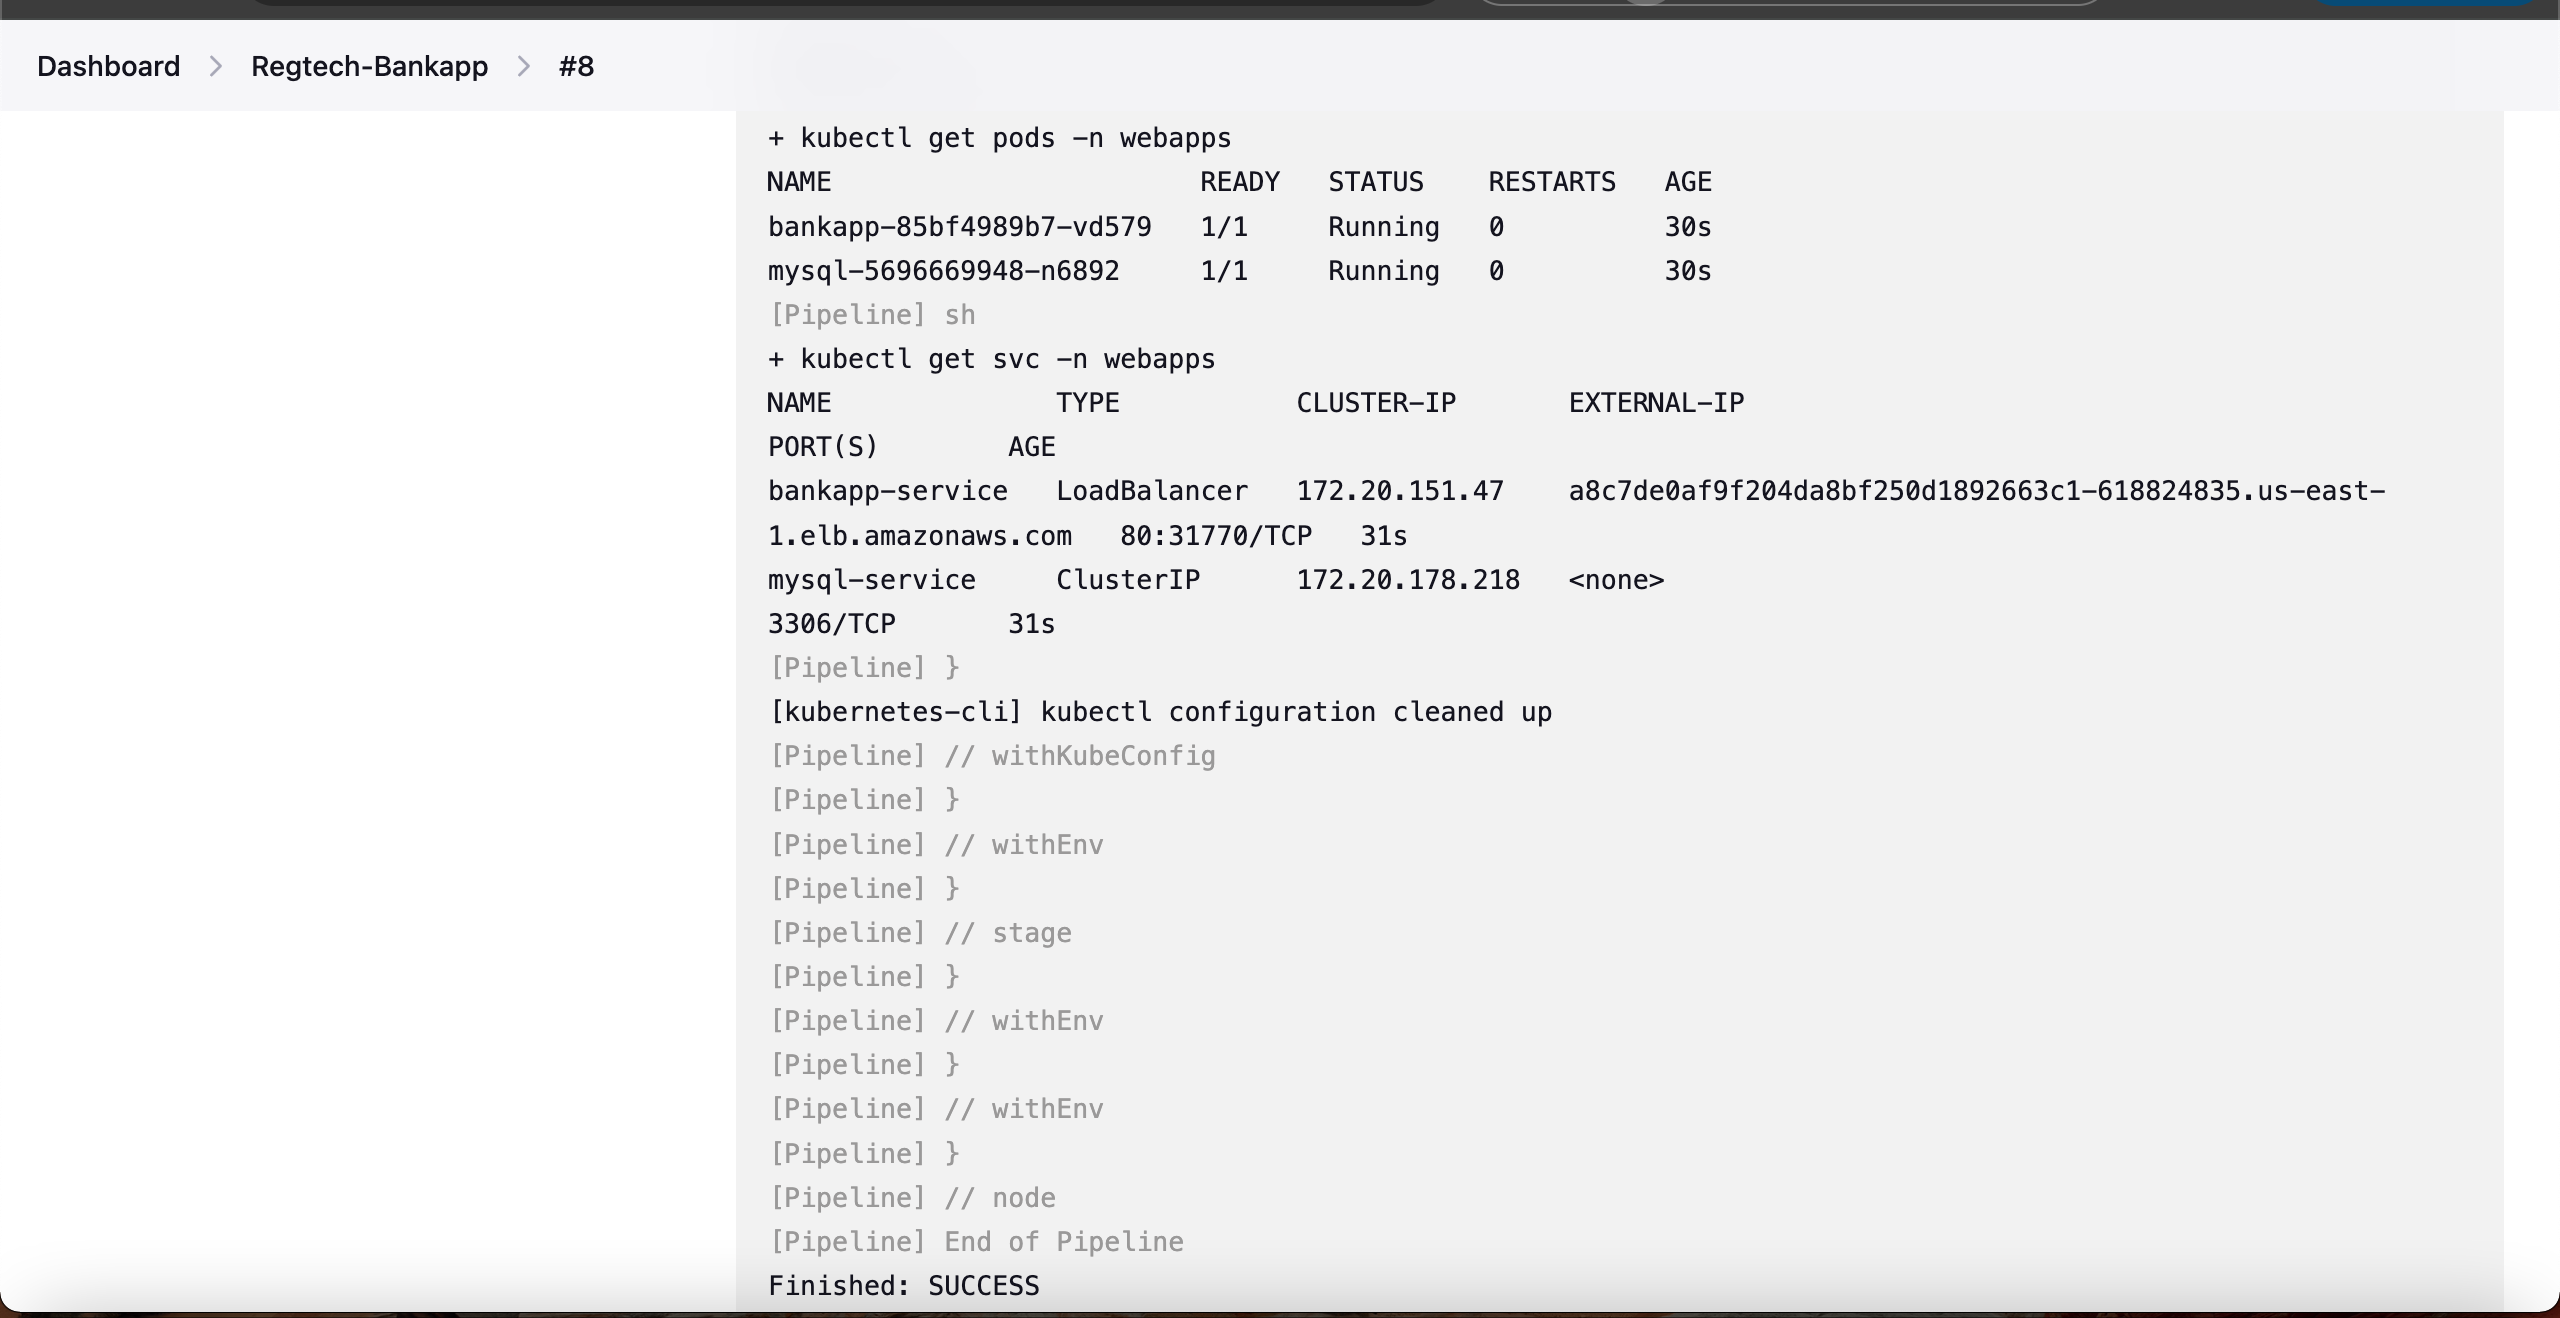 Dashboard > Regtech-Bankapp > #8
+ kubectl get pods -n webapps
NAME                       READY   STATUS    RESTARTS   AGE
bankapp-85bf4989b7-vd579   1/1     Running   0          30s
mysql-5696669948-n6892     1/1     Running   0          30s
[Pipeline] sh
+ kubectl get svc -n webapps
NAME              TYPE           CLUSTER-IP       EXTERNAL-IP
PORT(S)        AGE
bankapp-service   LoadBalancer   172.20.151.47    a8c7de0af9f204da8bf250d1892663c1-618824835.us-east-
1.elb.amazonaws.com   80:31770/TCP   31s
mysql-service     ClusterIP      172.20.178.218   <none>
3306/TCP       31s
[Pipeline] }
[kubernetes-cli] kubectl configuration cleaned up
[Pipeline] // withKubeConfig
[Pipeline] }
[Pipeline] // withEnv
[Pipeline] }
[Pipeline] // stage
[Pipeline] }
[Pipeline] // withEnv
[Pipeline] }
[Pipeline] // withEnv
[Pipeline] }
[Pipeline] // node
[Pipeline] End of Pipeline
Finished: SUCCESS